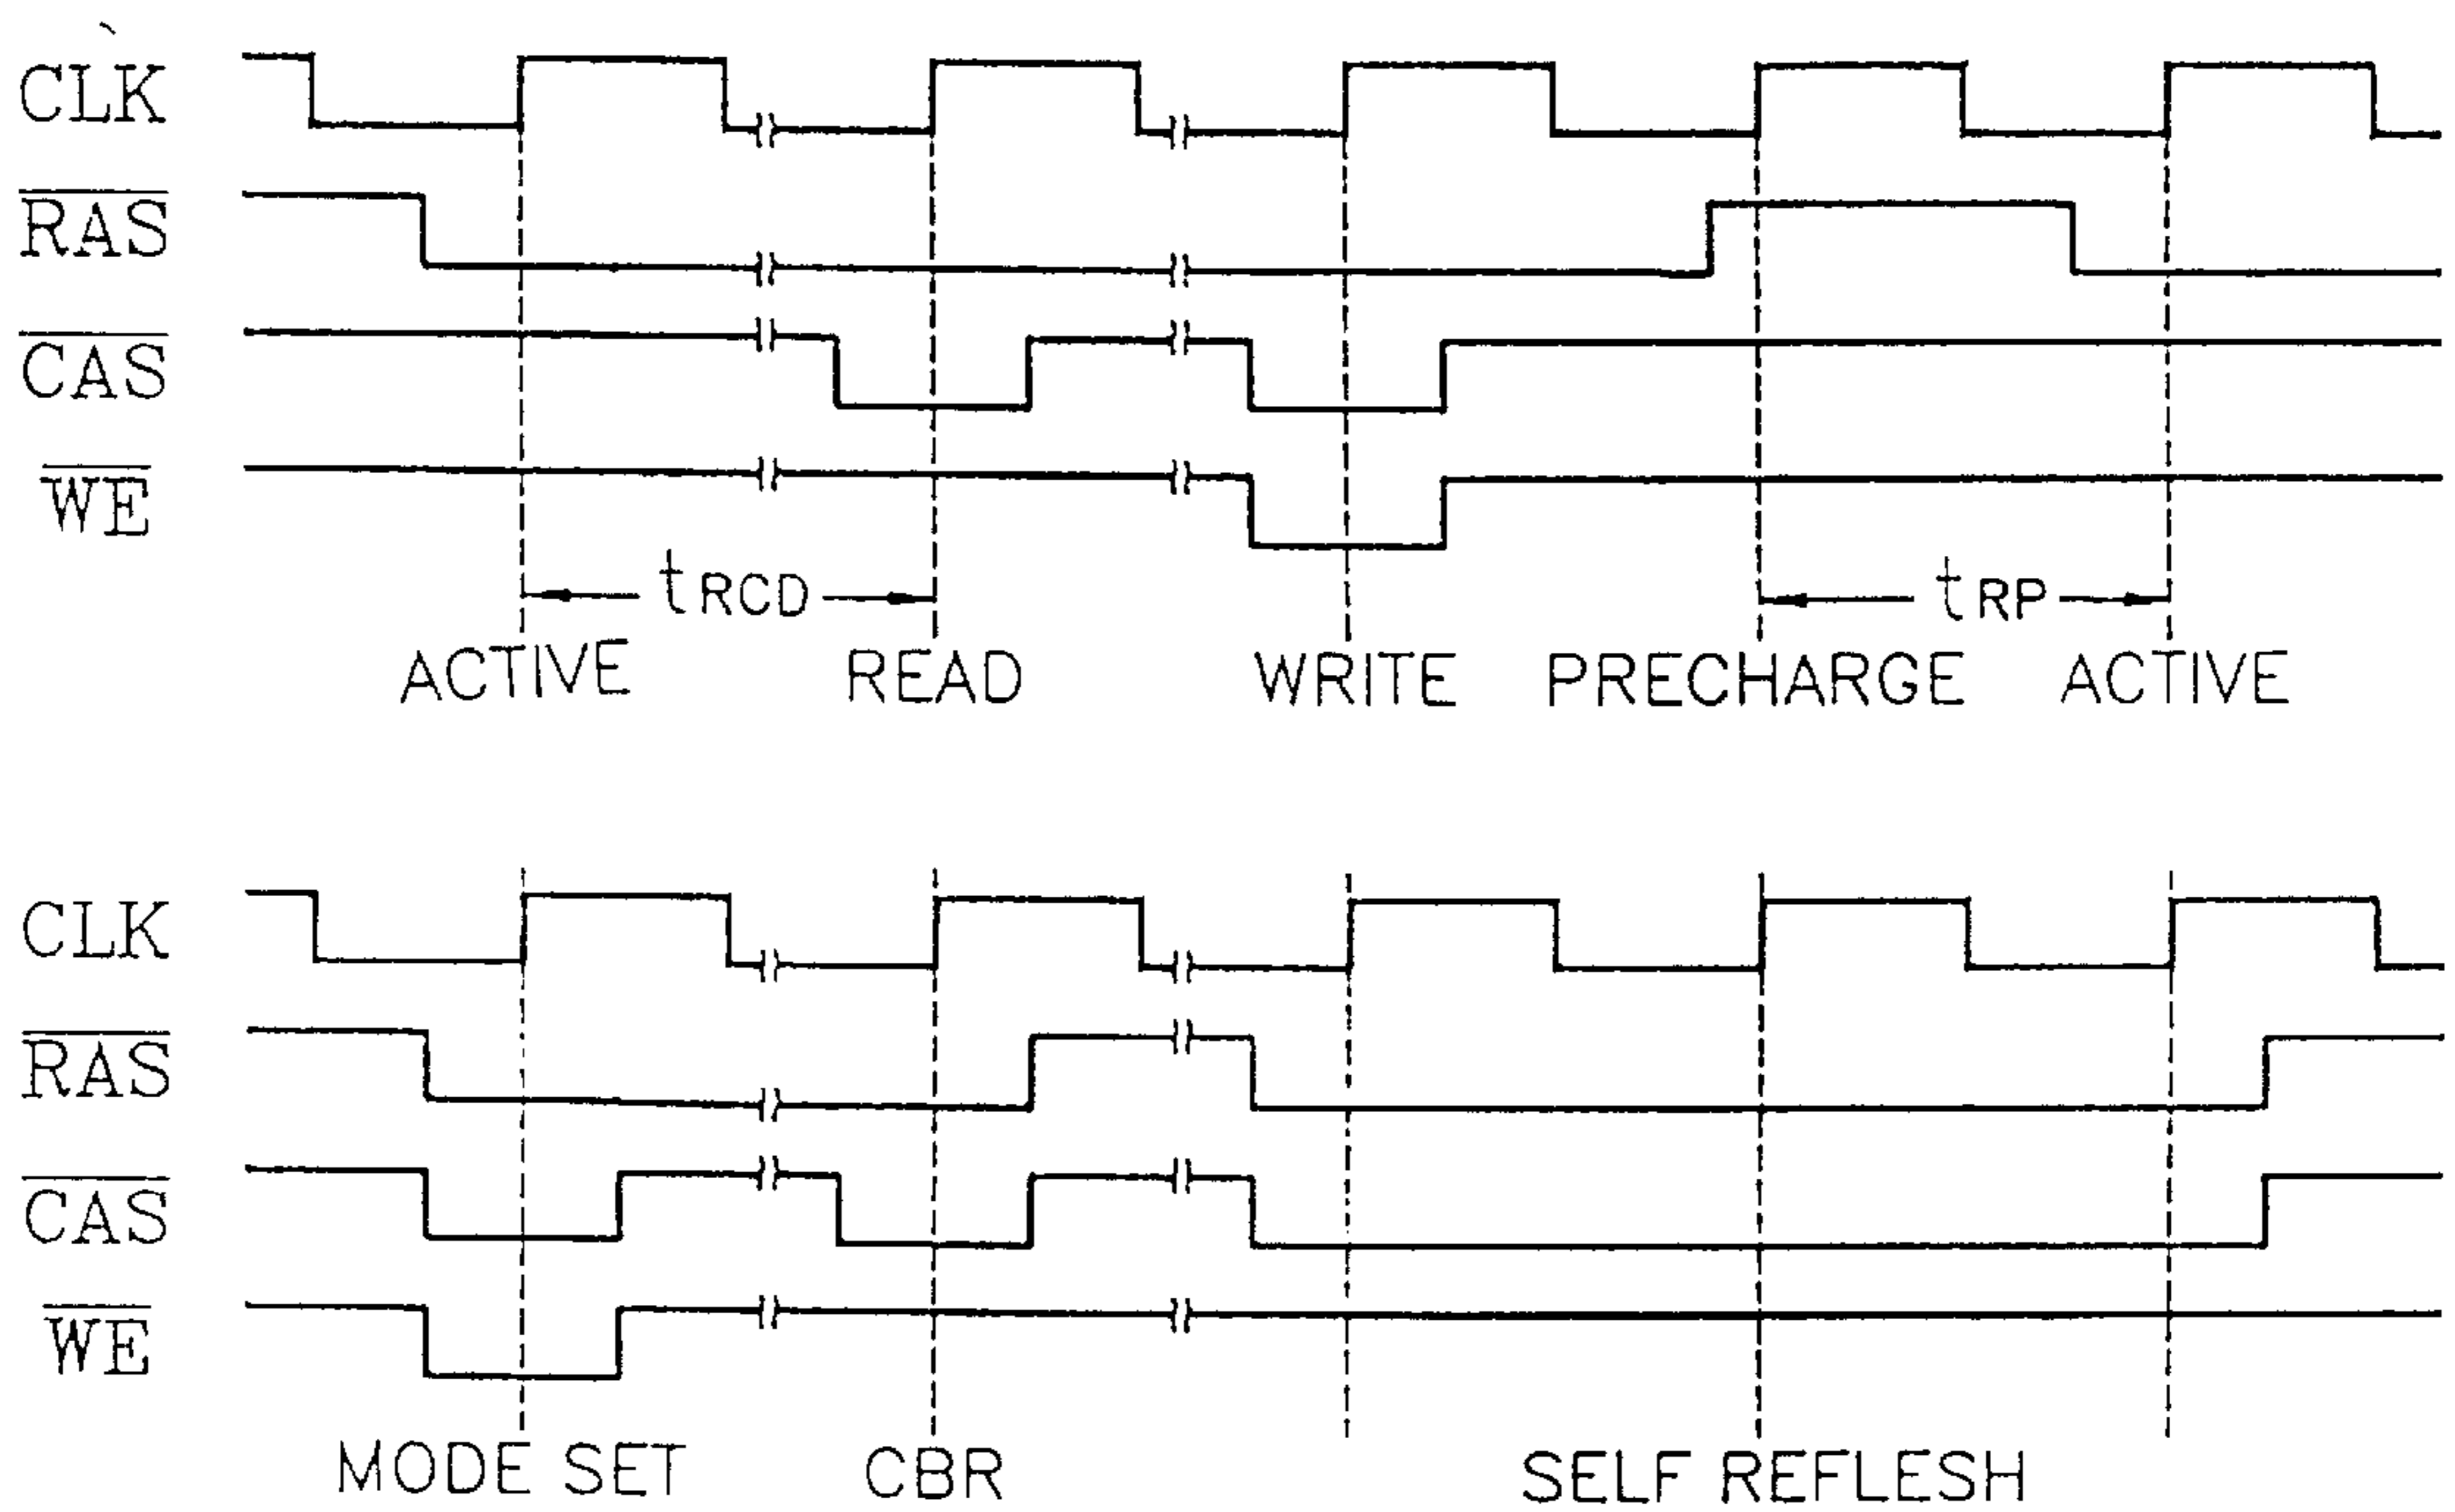 CLK
RAS
CAS
WE
tRCD tRP
ACTIVE READ WRITE PRECHARGE ACTIVE
CLK
RAS
CAS
WE
MODE SET CBR SELF REFLESH